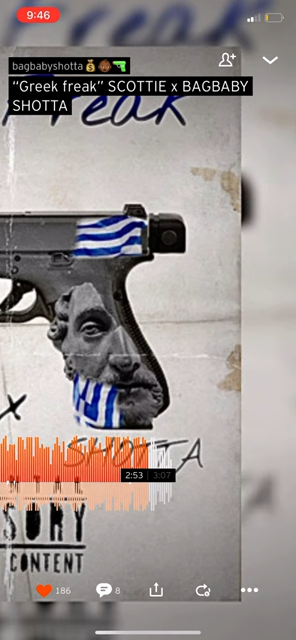 9:46
bagbabyshotta💰👶🏾🔫
“Greek freak” SCOTTIE x BAGBABY
SHOTTA
Freak
x
SHOTTA
2:53 3:07
CONTENT
186
8